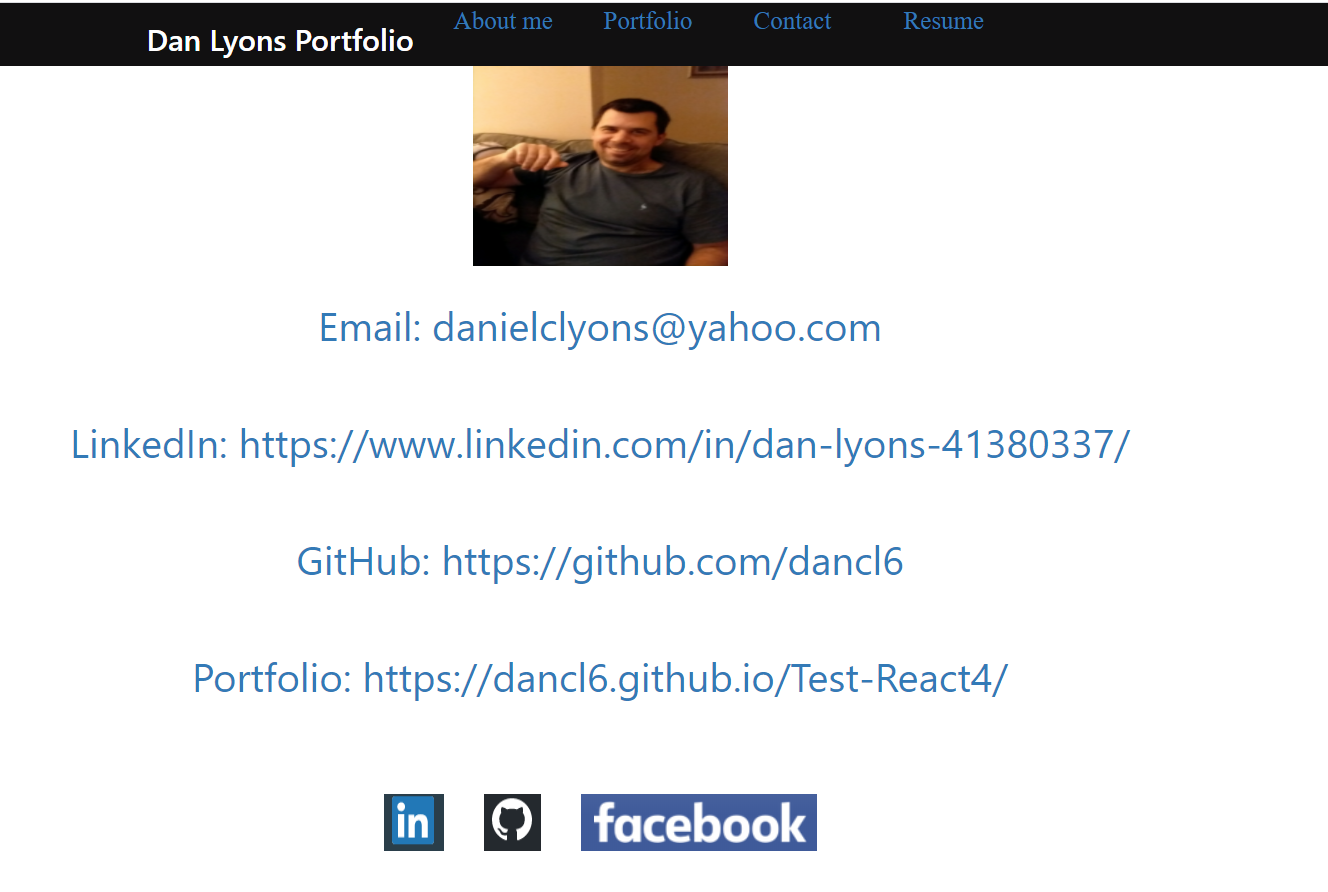 Dan Lyons Portfolio
About me Portfolio Contact Resume
Email: danielclyons@yahoo.com
LinkedIn: https://www.linkedin.com/in/dan-lyons-41380337/
GitHub: https://github.com/dancl6
Portfolio: https://dancl6.github.io/Test-React4/
in facebook